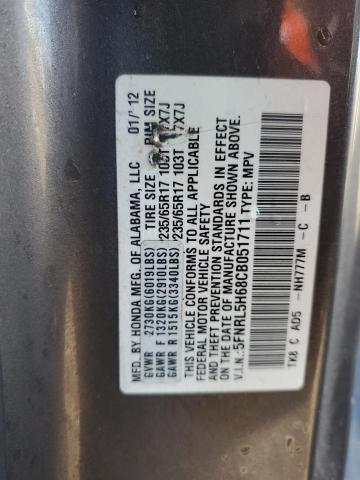 MFD. BY HONDA MFG. OF ALABAMA, LLC 01/12
GVWR 2730KG(6019LBS) TIRE SIZE RIM SIZE
GAWR F 1320KG(2910LBS) 235/65R17 103T 17X7J
GAWR R 1515KG(3340LBS) 235/65R17 103T 17X7J
THIS VEHICLE CONFORMS TO ALL APPLICABLE
FEDERAL MOTOR VEHICLE SAFETY
AND THEFT PREVENTION STANDARDS IN EFFECT
ON THE DATE OF MANUFACTURE SHOWN ABOVE.
V.I.N.:5FNRL5H68CB051711 TYPE: MPV
TK8 C A05 -NH777M -C -B